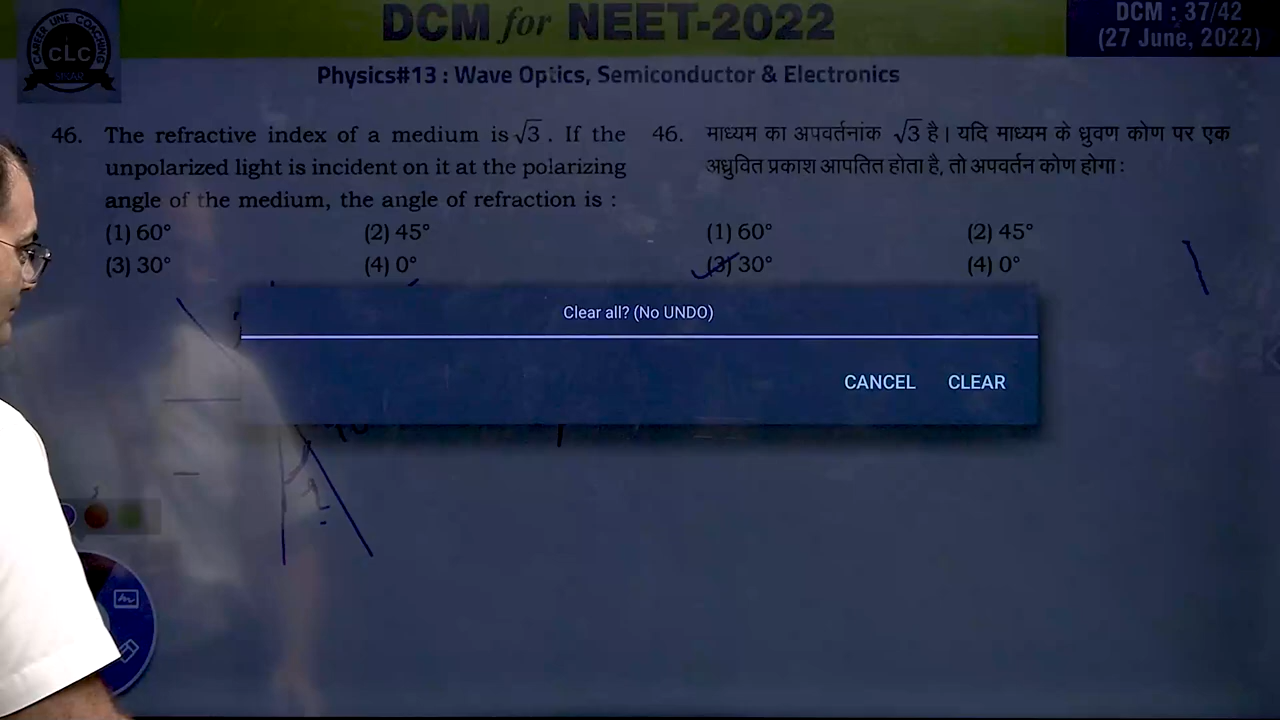 DCM for NEET-2022
DCM : 37/42
(27 June, 2022)
CAREER LINE COACHING
CLC
SIKAR
Physics#13 : Wave Optics, Semiconductor & Electronics
46. The refractive index of a medium is √3 . If the
unpolarized light is incident on it at the polarizing
angle of the medium, the angle of refraction is :
(1) 60° (2) 45°
(3) 30° (4) 0°
46. माध्यम का अपवर्तनांक √3 है। यदि माध्यम के ध्रुवण कोण पर एक
अध्रुवित प्रकाश आपतित होता है, तो अपवर्तन कोण होगा :
(1) 60° (2) 45°
(3) 30° (4) 0°
Clear all? (No UNDO)
CANCEL CLEAR
r